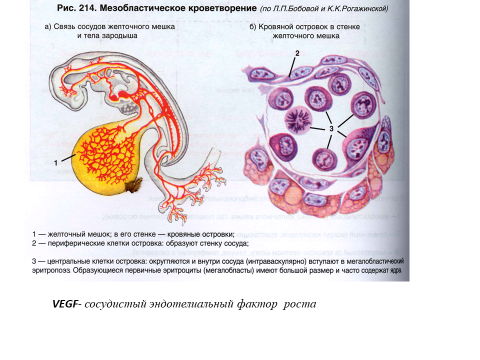 Рис. 214. Мезобластическое кроветворение (по Л.П.Бобовой и К.К.Рогажинской)
а) Связь сосудов желточного мешка
и тела зародыша
б) Кровяной островок в стенке
желточного мешка
2
1
3
1 — желточный мешок; в его стенке — кровяные островки;
2 — периферические клетки островка: образуют стенку сосуда;
3 — центральные клетки островка: округляются и внутри сосуда (интраваскулярно) вступают в мегалобластический
эритропоэз. Образующиеся первичные эритроциты (мегалобласты) имеют большой размер и часто содержат ядра.
VEGF- сосудистый эндотелиальный фактор роста